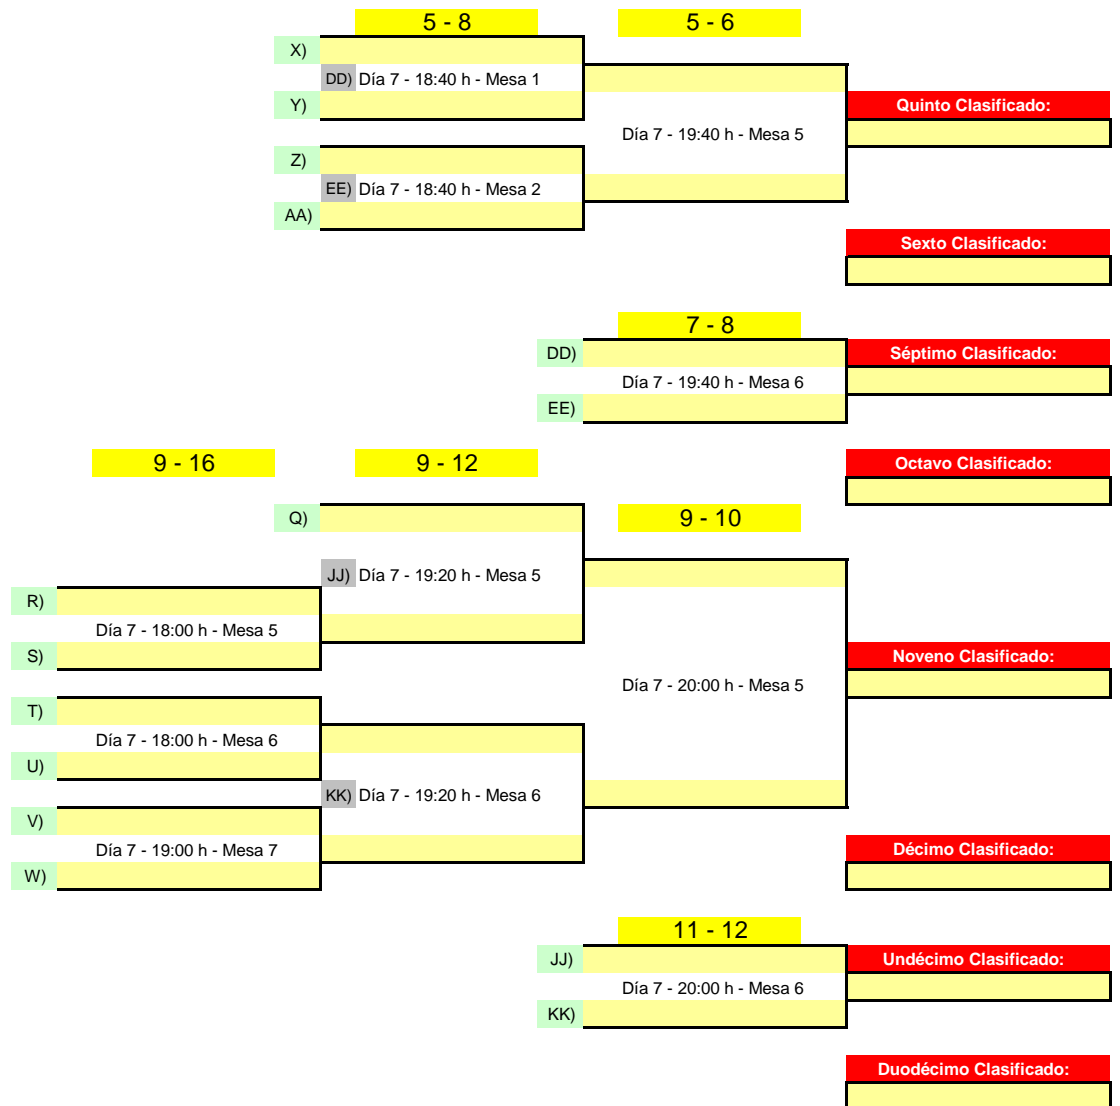 5 - 8
5 - 6
X)
DD) Día 7 - 18:40 h - Mesa 1
Y)
Quinto Clasificado:
Día 7 - 19:40 h - Mesa 5
Z)
EE) Día 7 - 18:40 h - Mesa 2
AA)
Sexto Clasificado:
7 - 8
DD)
Séptimo Clasificado:
Día 7 - 19:40 h - Mesa 6
EE)
9 - 16
9 - 12
Octavo Clasificado:
Q)
9 - 10
JJ) Día 7 - 19:20 h - Mesa 5
R)
Día 7 - 18:00 h - Mesa 5
S)
Noveno Clasificado:
Día 7 - 20:00 h - Mesa 5
T)
Día 7 - 18:00 h - Mesa 6
U)
KK) Día 7 - 19:20 h - Mesa 6
V)
Día 7 - 19:00 h - Mesa 7
Décimo Clasificado:
W)
11 - 12
JJ)
Undécimo Clasificado:
Día 7 - 20:00 h - Mesa 6
KK)
Duodécimo Clasificado: